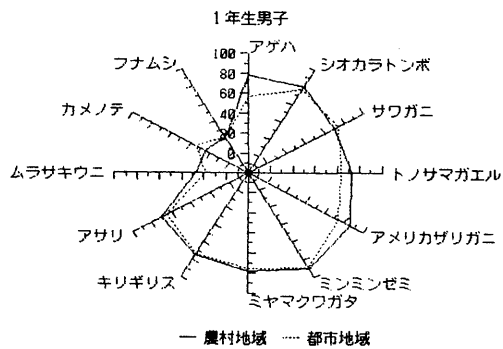 1年生男子
アゲハ
シオカラトンボ
サワガニ
トノサマガエル
アメリカザリガニ
ミンミンゼミ
ミヤマクワガタ
キリギリス
アサリ
ムラサキウニ
カメノテ
フナムシ
100
80
60
40
20
0
農村地域 都市地域